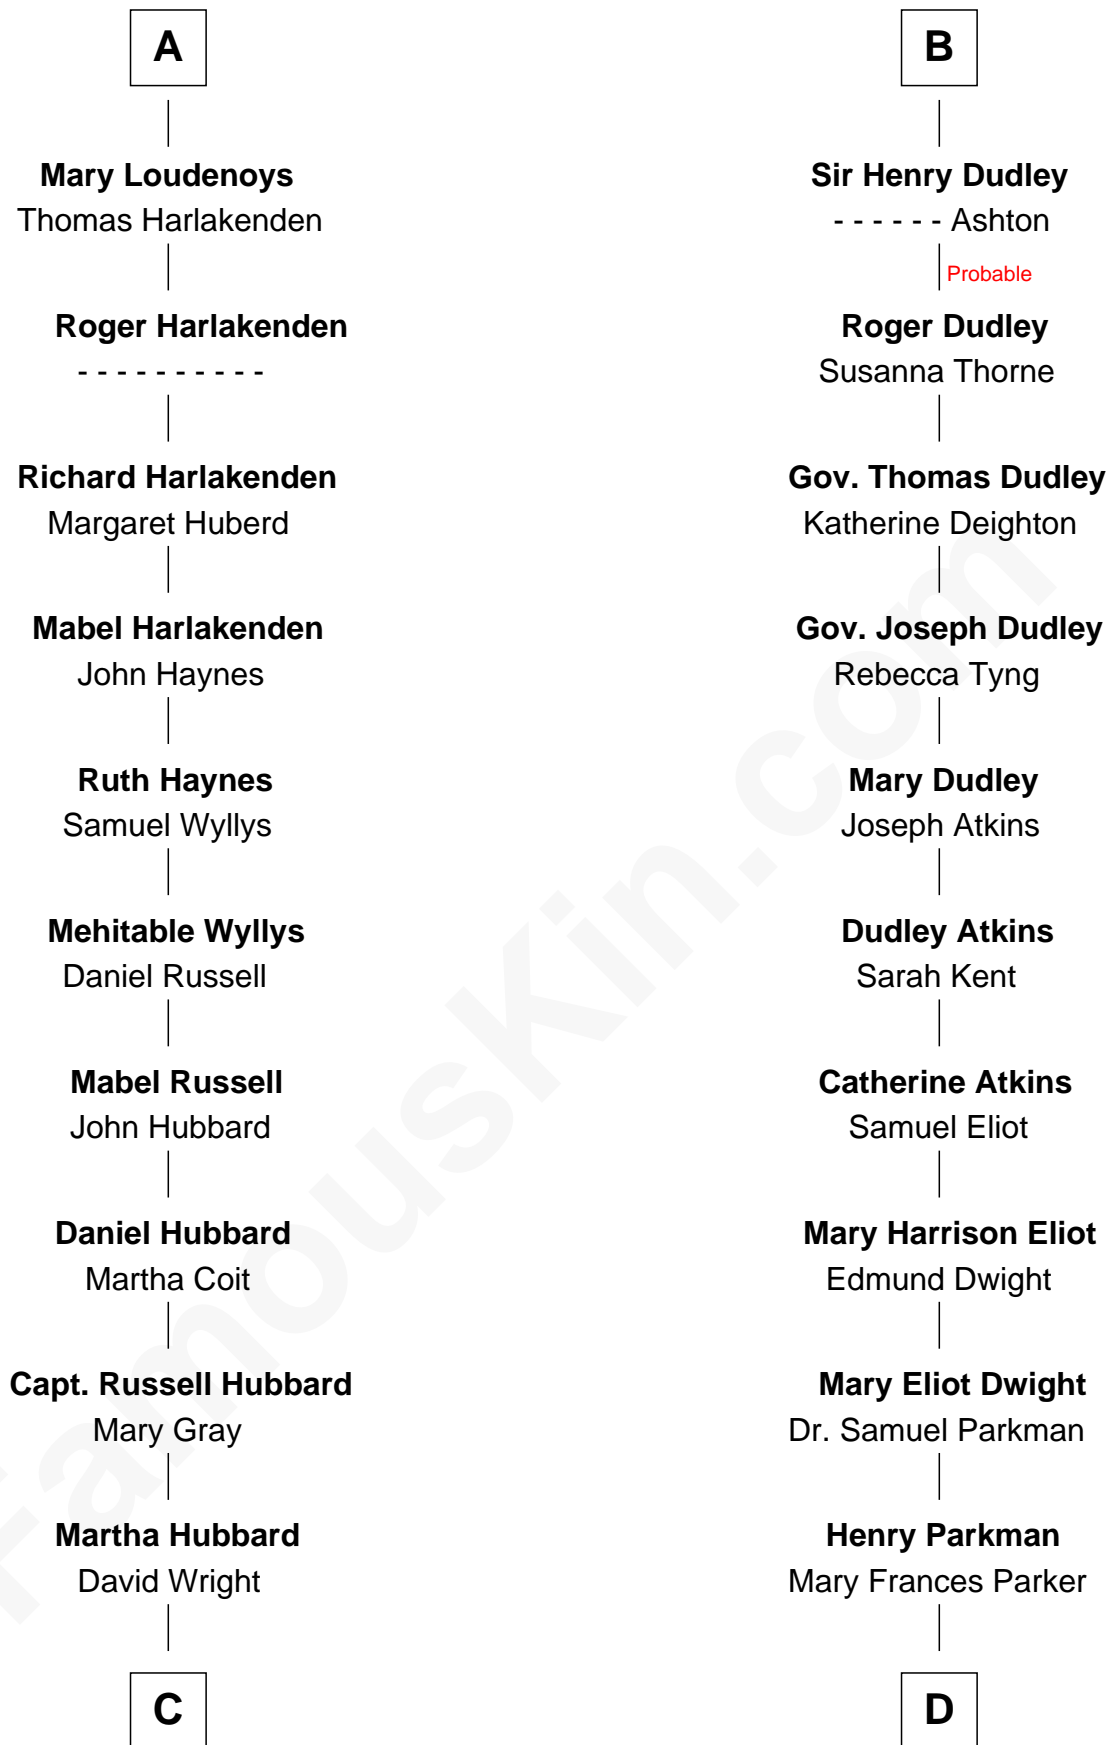 A
Mary Loudenoys
Thomas Harlakenden
Roger Harlakenden
- - - - - - - - - -
Richard Harlakenden
Margaret Huberd
Mabel Harlakenden
John Haynes
Ruth Haynes
Samuel Wyllys
Mehitable Wyllys
Daniel Russell
Mabel Russell
John Hubbard
Daniel Hubbard
Martha Coit
Capt. Russell Hubbard
Mary Gray
Martha Hubbard
David Wright
C
B
Sir Henry Dudley
- - - - - - Ashton
Probable
Roger Dudley
Susanna Thorne
Gov. Thomas Dudley
Katherine Deighton
Gov. Joseph Dudley
Rebecca Tyng
Mary Dudley
Joseph Atkins
Dudley Atkins
Sarah Kent
Catherine Atkins
Samuel Eliot
Mary Harrison Eliot
Edmund Dwight
Mary Eliot Dwight
Dr. Samuel Parkman
Henry Parkman
Mary Frances Parker
D
FamousKin.com